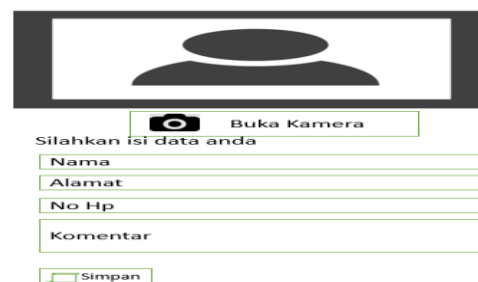 Buka Kamera
Silahkan isi data anda
Nama
Alamat
No Hp
Komentar
Simpan